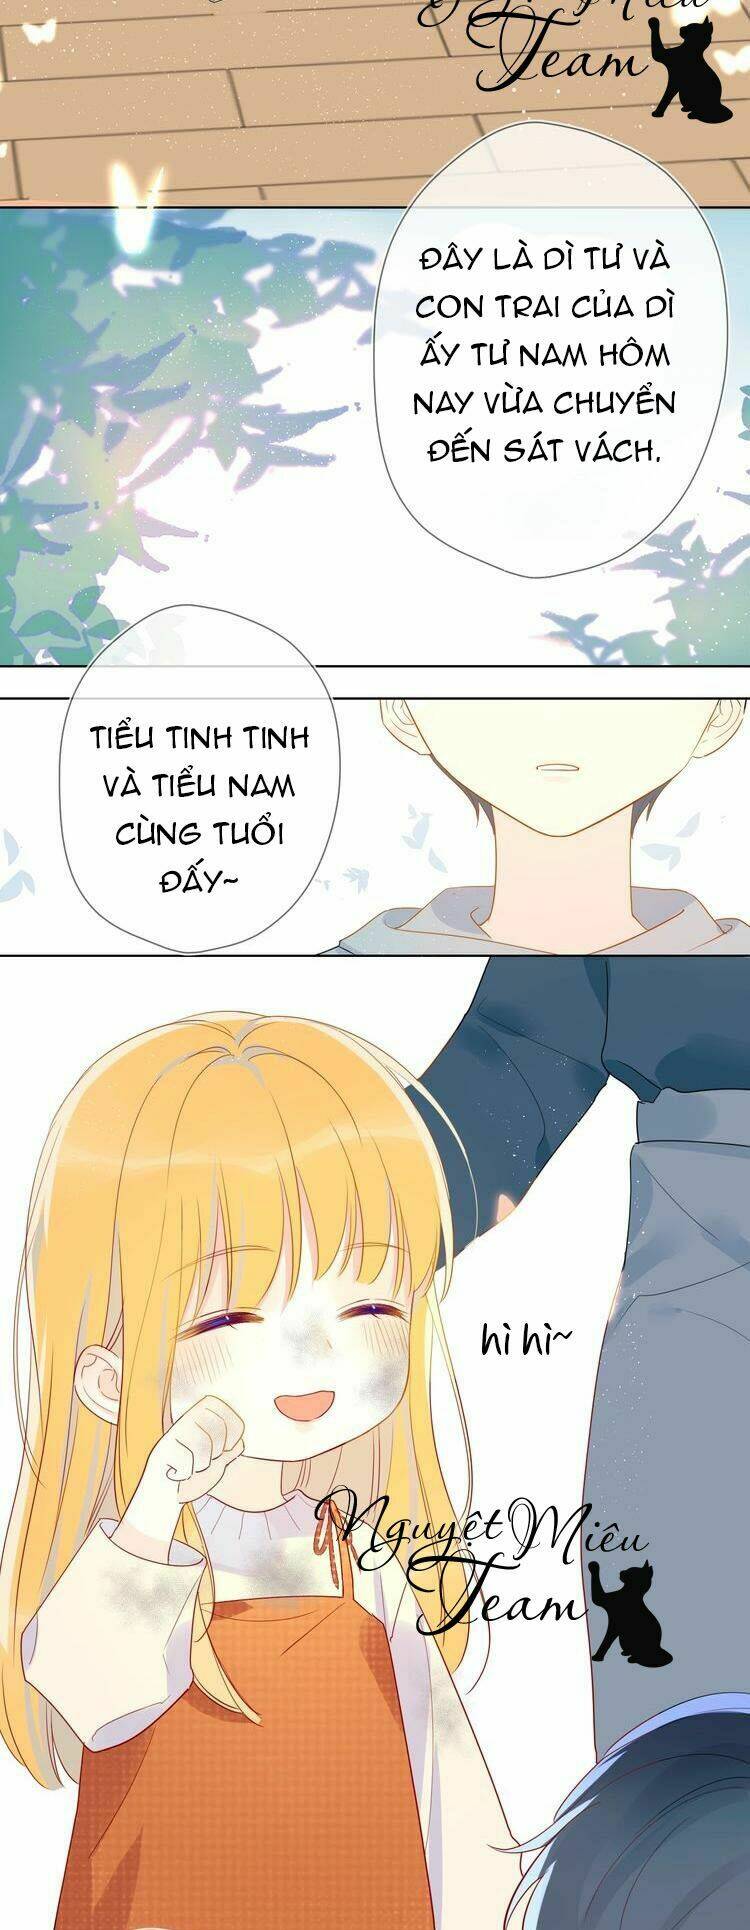 Team
ĐÂY LÀ DÌ TƯ VÀ
CON TRAI CỦA DÌ
ẤY TƯ NAM HÔM
NAY VỪA CHUYỂN
ĐẾN SÁT VÁCH.
TIỂU TINH TINH
VÀ TIỂU NAM
CÙNG TUỔI
ĐẤY~
hì hì~
Nguyệt Miêu
Team